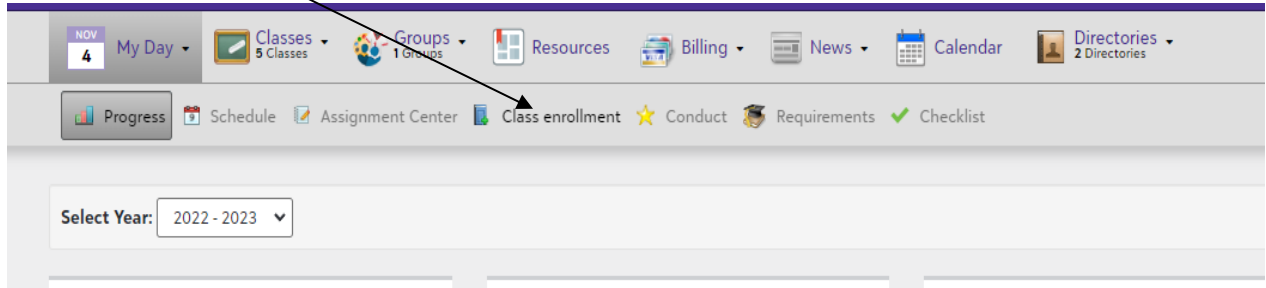 NOV
4 My Day Classes 5 Classes Groups 1 Groups Resources Billing News Calendar Directories 2 Directories
Progress 9 Schedule Assignment Center Class enrollment Conduct Requirements Checklist
Select Year: 2022 - 2023